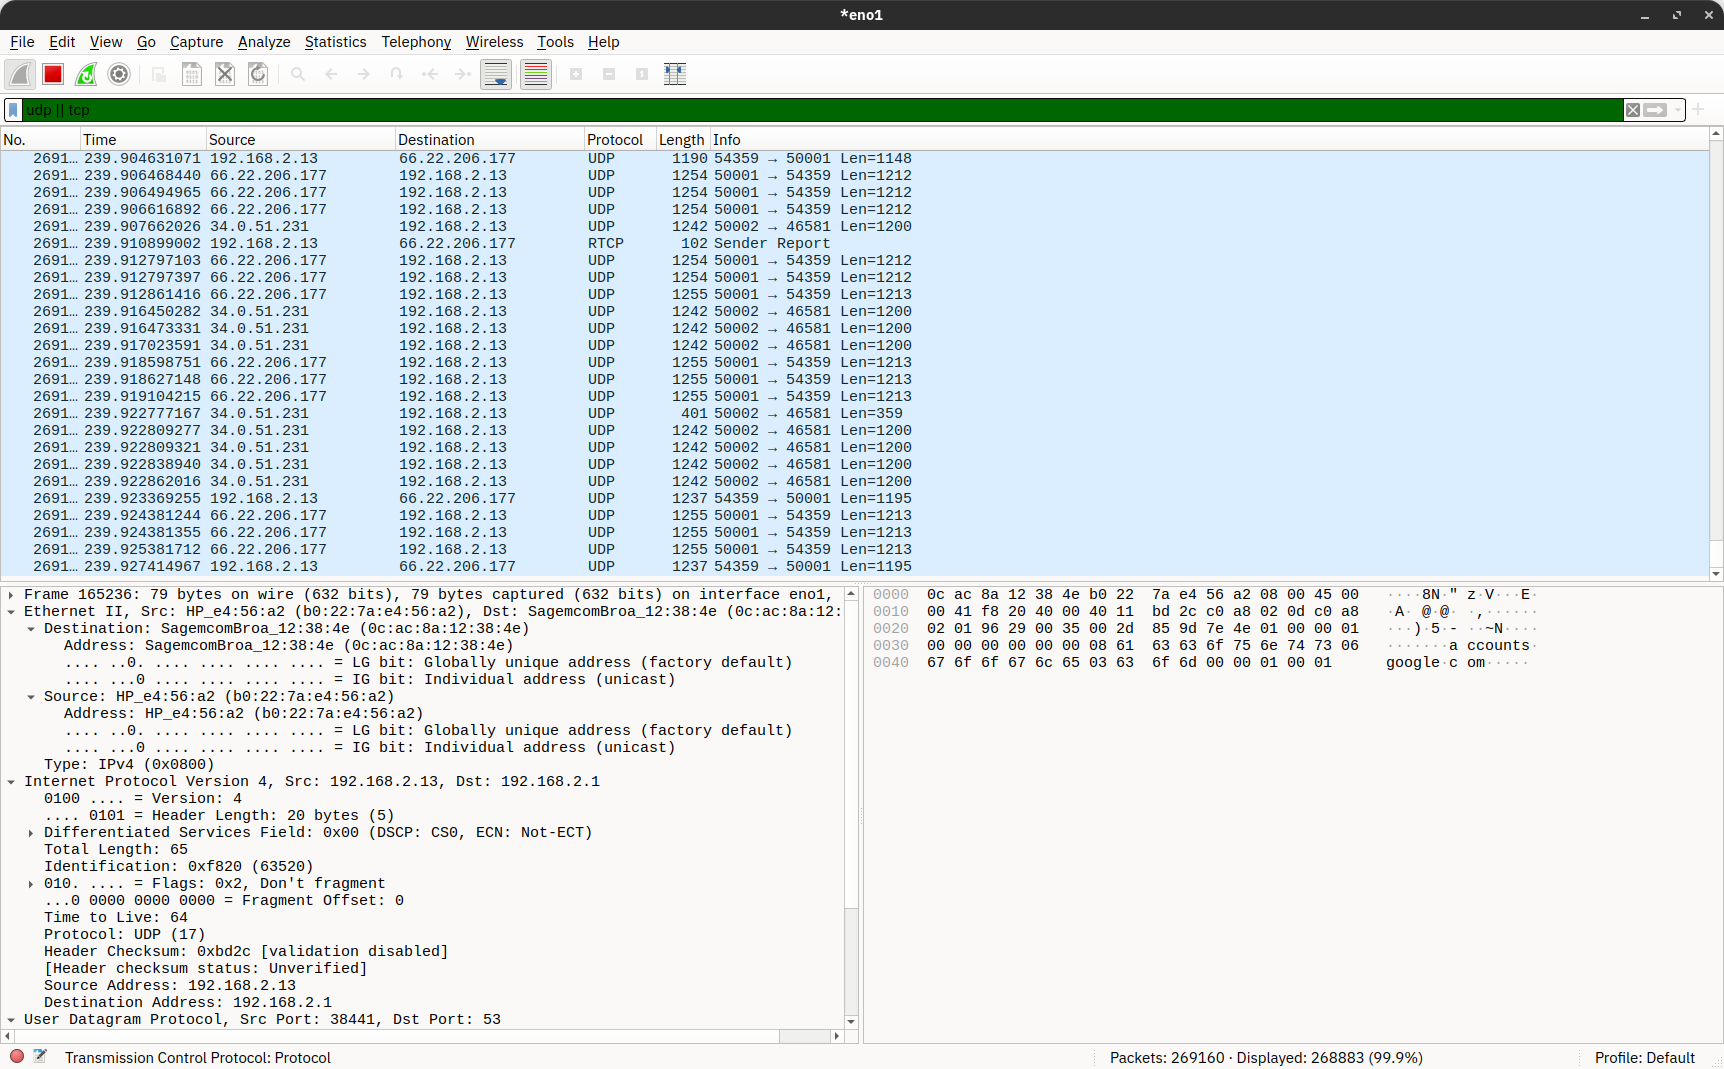 *eno1
File Edit View Go Capture Analyze Statistics Telephony Wireless Tools Help
udp || tcp
No. Time Source Destination Protocol Length Info
2691… 239.904631071 192.168.2.13 66.22.206.177 UDP 1190 54359 → 50001 Len=1148
2691… 239.906468440 66.22.206.177 192.168.2.13 UDP 1254 50001 → 54359 Len=1212
2691… 239.906494965 66.22.206.177 192.168.2.13 UDP 1254 50001 → 54359 Len=1212
2691… 239.906616892 66.22.206.177 192.168.2.13 UDP 1254 50001 → 54359 Len=1212
2691… 239.907662026 34.0.51.231 192.168.2.13 UDP 1242 50002 → 46581 Len=1200
2691… 239.910899002 192.168.2.13 66.22.206.177 RTCP 102 Sender Report
2691… 239.912797103 66.22.206.177 192.168.2.13 UDP 1254 50001 → 54359 Len=1212
2691… 239.912797397 66.22.206.177 192.168.2.13 UDP 1254 50001 → 54359 Len=1212
2691… 239.912861416 66.22.206.177 192.168.2.13 UDP 1255 50001 → 54359 Len=1213
2691… 239.916450282 34.0.51.231 192.168.2.13 UDP 1242 50002 → 46581 Len=1200
2691… 239.916473331 34.0.51.231 192.168.2.13 UDP 1242 50002 → 46581 Len=1200
2691… 239.917023591 34.0.51.231 192.168.2.13 UDP 1242 50002 → 46581 Len=1200
2691… 239.918598751 66.22.206.177 192.168.2.13 UDP 1255 50001 → 54359 Len=1213
2691… 239.918627148 66.22.206.177 192.168.2.13 UDP 1255 50001 → 54359 Len=1213
2691… 239.919104215 66.22.206.177 192.168.2.13 UDP 1255 50001 → 54359 Len=1213
2691… 239.922777167 34.0.51.231 192.168.2.13 UDP 401 50002 → 46581 Len=359
2691… 239.922809277 34.0.51.231 192.168.2.13 UDP 1242 50002 → 46581 Len=1200
2691… 239.922809321 34.0.51.231 192.168.2.13 UDP 1242 50002 → 46581 Len=1200
2691… 239.922838940 34.0.51.231 192.168.2.13 UDP 1242 50002 → 46581 Len=1200
2691… 239.922862016 34.0.51.231 192.168.2.13 UDP 1242 50002 → 46581 Len=1200
2691… 239.923369255 192.168.2.13 66.22.206.177 UDP 1237 54359 → 50001 Len=1195
2691… 239.924381244 66.22.206.177 192.168.2.13 UDP 1255 50001 → 54359 Len=1213
2691… 239.924381355 66.22.206.177 192.168.2.13 UDP 1255 50001 → 54359 Len=1213
2691… 239.925381712 66.22.206.177 192.168.2.13 UDP 1255 50001 → 54359 Len=1213
2691… 239.927414967 192.168.2.13 66.22.206.177 UDP 1237 54359 → 50001 Len=1195
Frame 165236: 79 bytes on wire (632 bits), 79 bytes captured (632 bits) on interface eno1,
Ethernet II, Src: HP_e4:56:a2 (b0:22:7a:e4:56:a2), Dst: SagemcomBroa_12:38:4e (0c:ac:8a:12:
Destination: SagemcomBroa_12:38:4e (0c:ac:8a:12:38:4e)
Address: SagemcomBroa_12:38:4e (0c:ac:8a:12:38:4e)
.... ..0. .... .... .... .... = LG bit: Globally unique address (factory default)
.... ...0 .... .... .... .... = IG bit: Individual address (unicast)
Source: HP_e4:56:a2 (b0:22:7a:e4:56:a2)
Address: HP_e4:56:a2 (b0:22:7a:e4:56:a2)
.... ..0. .... .... .... .... = LG bit: Globally unique address (factory default)
.... ...0 .... .... .... .... = IG bit: Individual address (unicast)
Type: IPv4 (0x0800)
Internet Protocol Version 4, Src: 192.168.2.13, Dst: 192.168.2.1
0100 .... = Version: 4
.... 0101 = Header Length: 20 bytes (5)
Differentiated Services Field: 0x00 (DSCP: CS0, ECN: Not-ECT)
Total Length: 65
Identification: 0xf820 (63520)
010. .... = Flags: 0x2, Don't fragment
...0 0000 0000 0000 = Fragment Offset: 0
Time to Live: 64
Protocol: UDP (17)
Header Checksum: 0xbd2c [validation disabled]
[Header checksum status: Unverified]
Source Address: 192.168.2.13
Destination Address: 192.168.2.1
User Datagram Protocol, Src Port: 38441, Dst Port: 53
0000 0c ac 8a 12 38 4e b0 22 7a e4 56 a2 08 00 45 00 ····8N·" z·V···E·
0010 00 41 f8 20 40 00 40 11 bd 2c c0 a8 02 0d c0 a8 ·A· @·@· ·,······
0020 02 01 96 29 00 35 00 2d 85 9d 7e 4e 01 00 00 01 ···)·5·- ··~N····
0030 00 00 00 00 00 00 08 61 63 63 6f 75 6e 74 73 06 ·······a ccounts·
0040 67 6f 6f 67 6c 65 03 63 6f 6d 00 00 01 00 01 google·c om·····
Transmission Control Protocol: Protocol
Packets: 269160 · Displayed: 268883 (99.9%)
Profile: Default